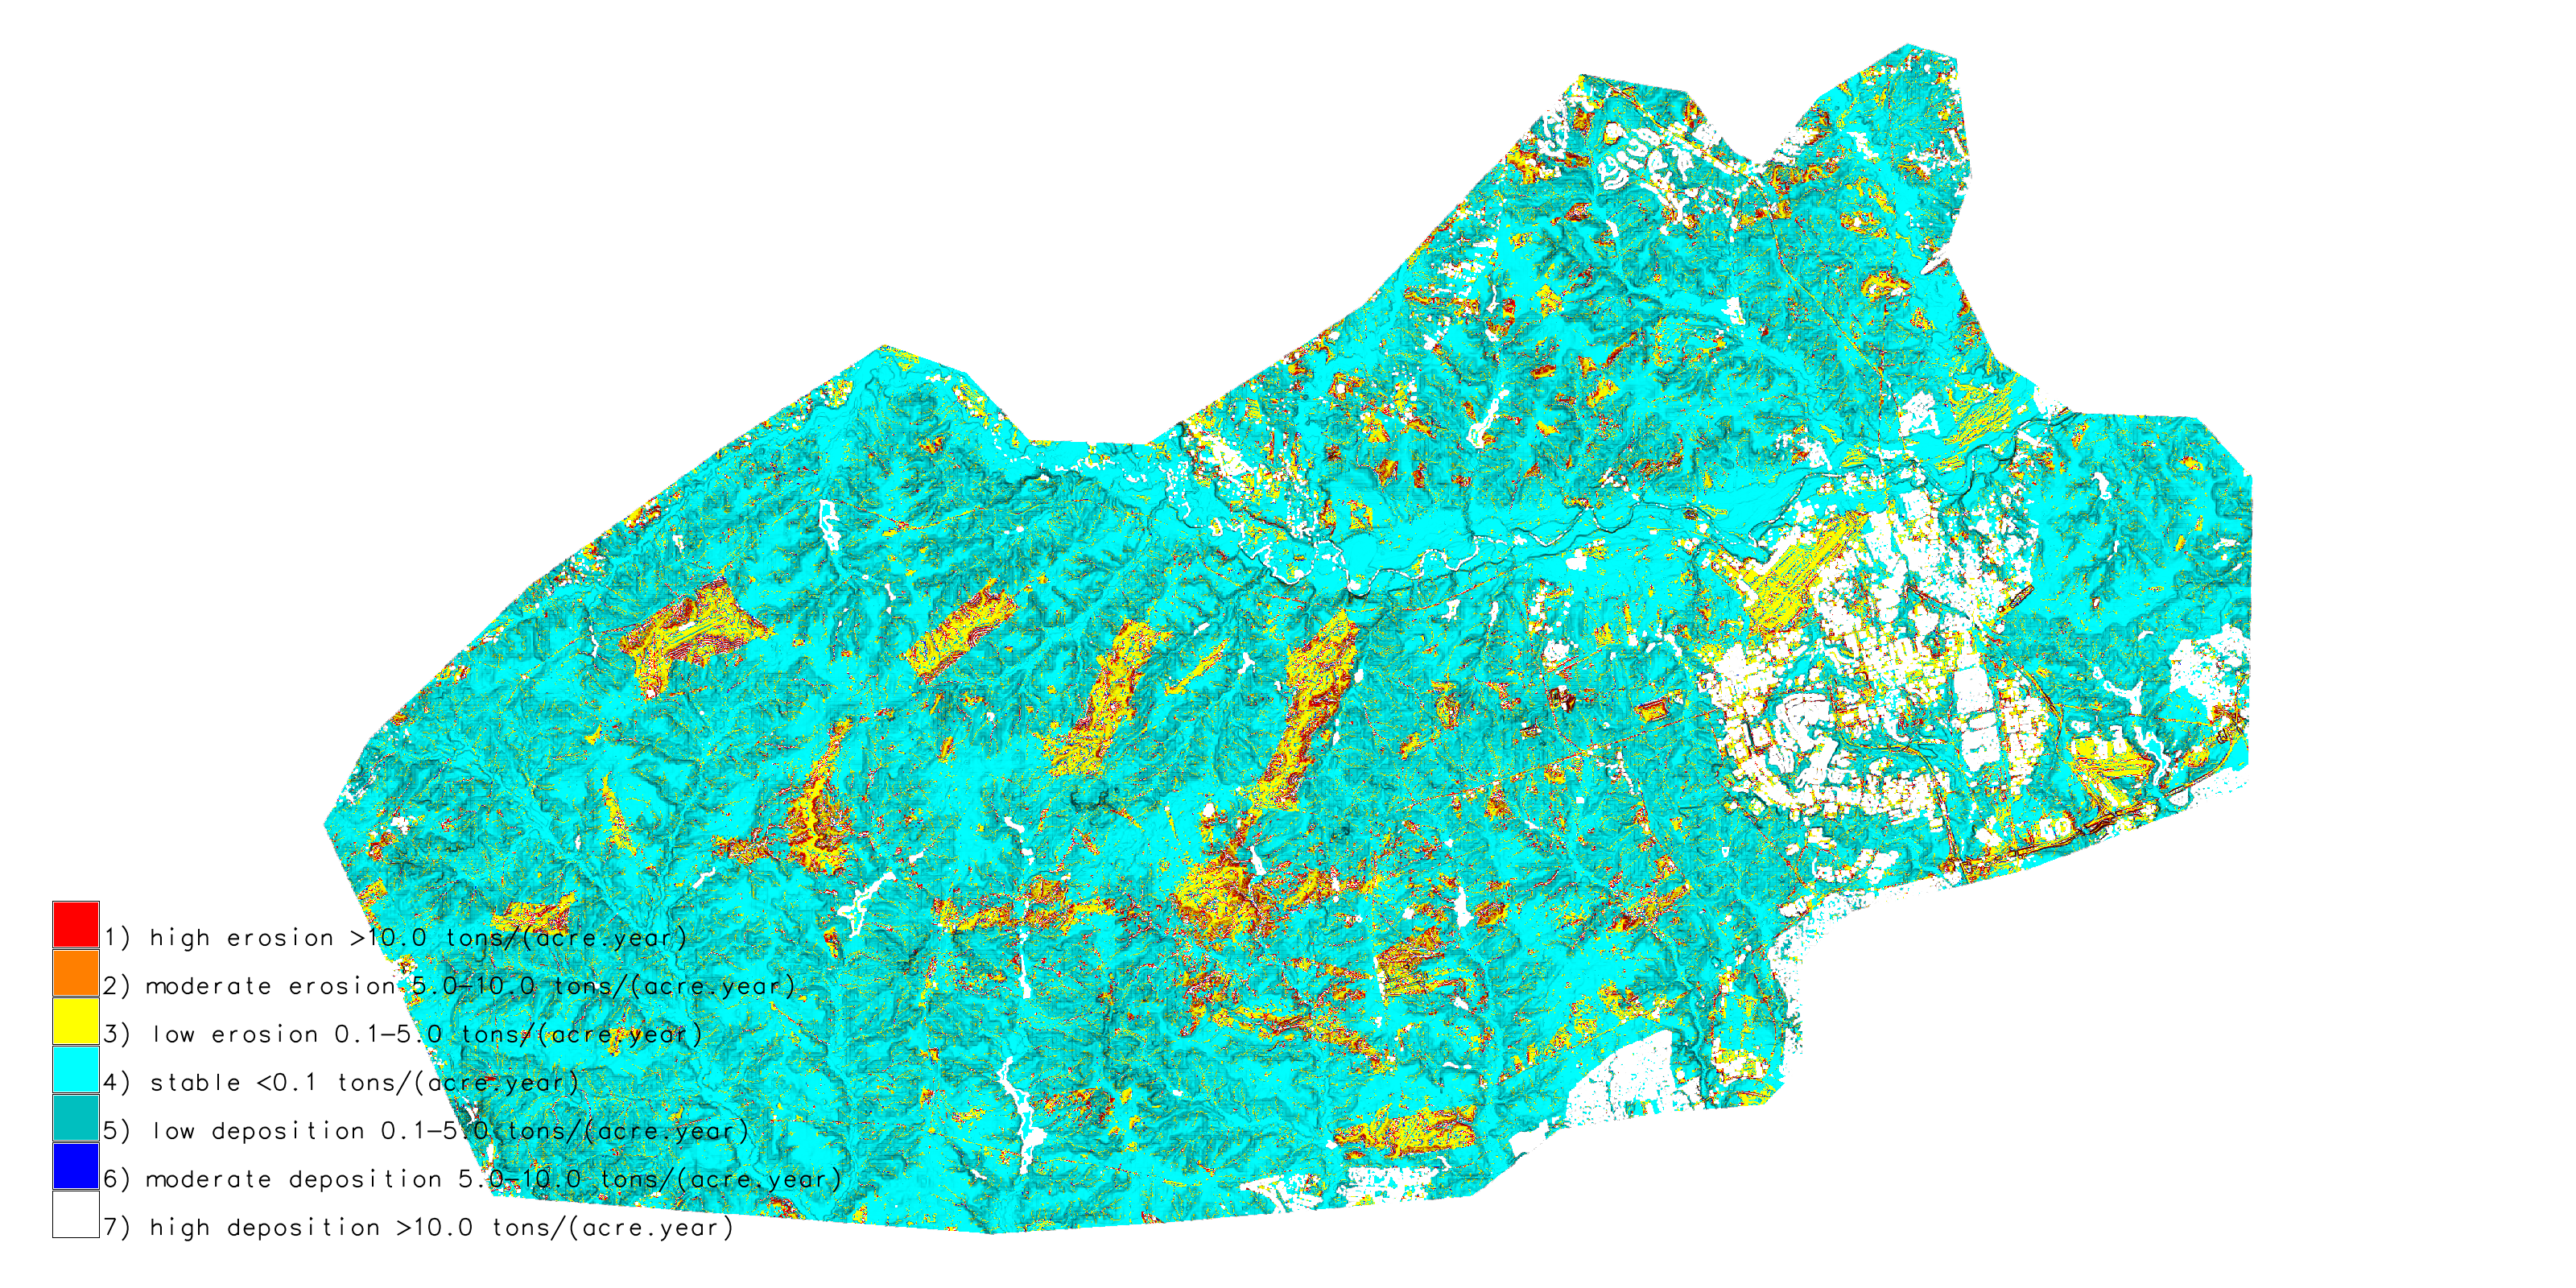 1) high erosion >10.0 tons/(acre.year)
2) moderate erosion 5.0–10.0 tons/(acre.year)
3) low erosion 0.1–5.0 tons/(acre.year)
4) stable <0.1 tons/(acre.year)
5) low deposition 0.1–5.0 tons/(acre.year)
6) moderate deposition 5.0–10.0 tons/(acre.year)
7) high deposition >10.0 tons/(acre.year)